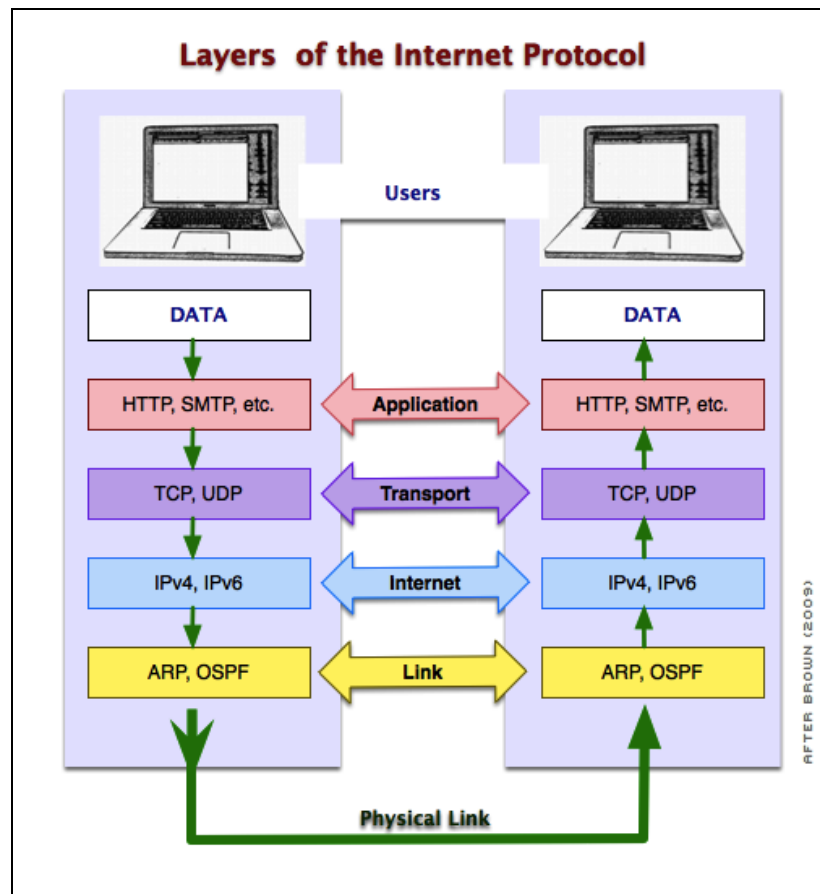 Layers of the Internet Protocol
Users
DATA
DATA
HTTP, SMTP, etc.
Application
HTTP, SMTP, etc.
TCP, UDP
Transport
TCP, UDP
IPv4, IPv6
Internet
IPv4, IPv6
ARP, OSPF
Link
ARP, OSPF
Physical Link
AFTER BROWN (2009)